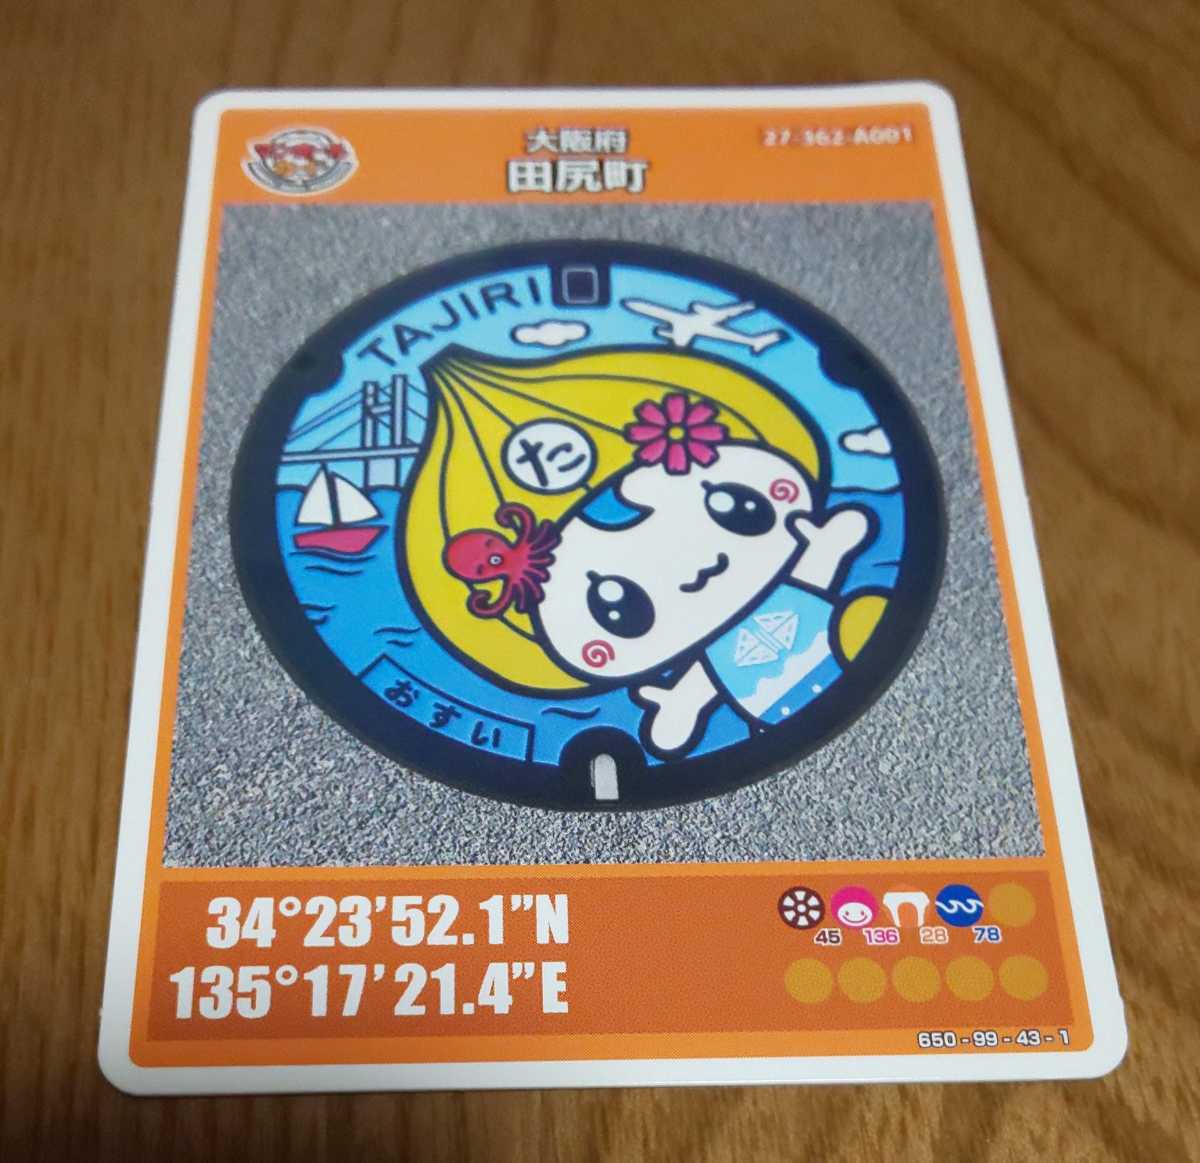 大阪府
27-362-A001
田尻町
TAJIRI
た
おすい
34°23'52.1"N
135°17'21.4"E
45 136 28 78
650-99-43-1